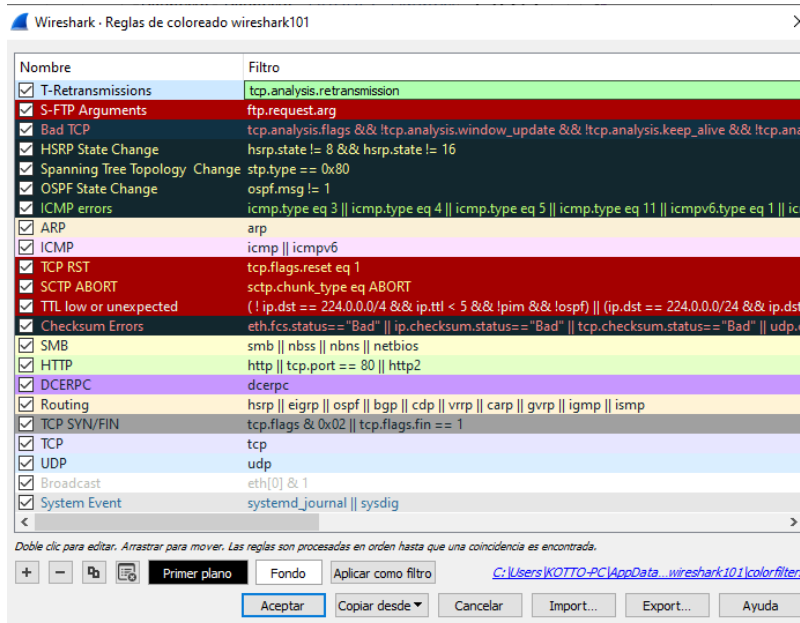 Wireshark · Reglas de coloreado wireshark101
Nombre Filtro
T-Retransmissions tcp.analysis.retransmission
S-FTP Arguments ftp.request.arg
Bad TCP tcp.analysis.flags && !tcp.analysis.window_update && !tcp.analysis.keep_alive && !tcp.ana
HSRP State Change hsrp.state != 8 && hsrp.state != 16
Spanning Tree Topology Change stp.type == 0x80
OSPF State Change ospf.msg != 1
ICMP errors icmp.type eq 3 || icmp.type eq 4 || icmp.type eq 5 || icmp.type eq 11 || icmpv6.type eq 1 || ic
ARP arp
ICMP icmp || icmpv6
TCP RST tcp.flags.reset eq 1
SCTP ABORT sctp.chunk_type eq ABORT
TTL low or unexpected ( ! ip.dst == 224.0.0.0/4 && ip.ttl < 5 && !pim && !ospf) || (ip.dst == 224.0.0.0/24 && ip.dst
Checksum Errors eth.fcs.status=="Bad" || ip.checksum.status=="Bad" || tcp.checksum.status=="Bad" || udp.c
SMB smb || nbss || nbns || netbios
HTTP http || tcp.port == 80 || http2
DCERPC dcerpc
Routing hsrp || eigrp || ospf || bgp || cdp || vrrp || carp || gvrp || igmp || ismp
TCP SYN/FIN tcp.flags & 0x02 || tcp.flags.fin == 1
TCP tcp
UDP udp
Broadcast eth[0] & 1
System Event systemd_journal || sysdig
Doble clic para editar. Arrastrar para mover. Las reglas son procesadas en orden hasta que una coincidencia es encontrada.
Primer plano Fondo Aplicar como filtro C:\Users\KOTTO-PC\AppData...wireshark101\colorfilter
Aceptar Copiar desde Cancelar Import... Export... Ayuda